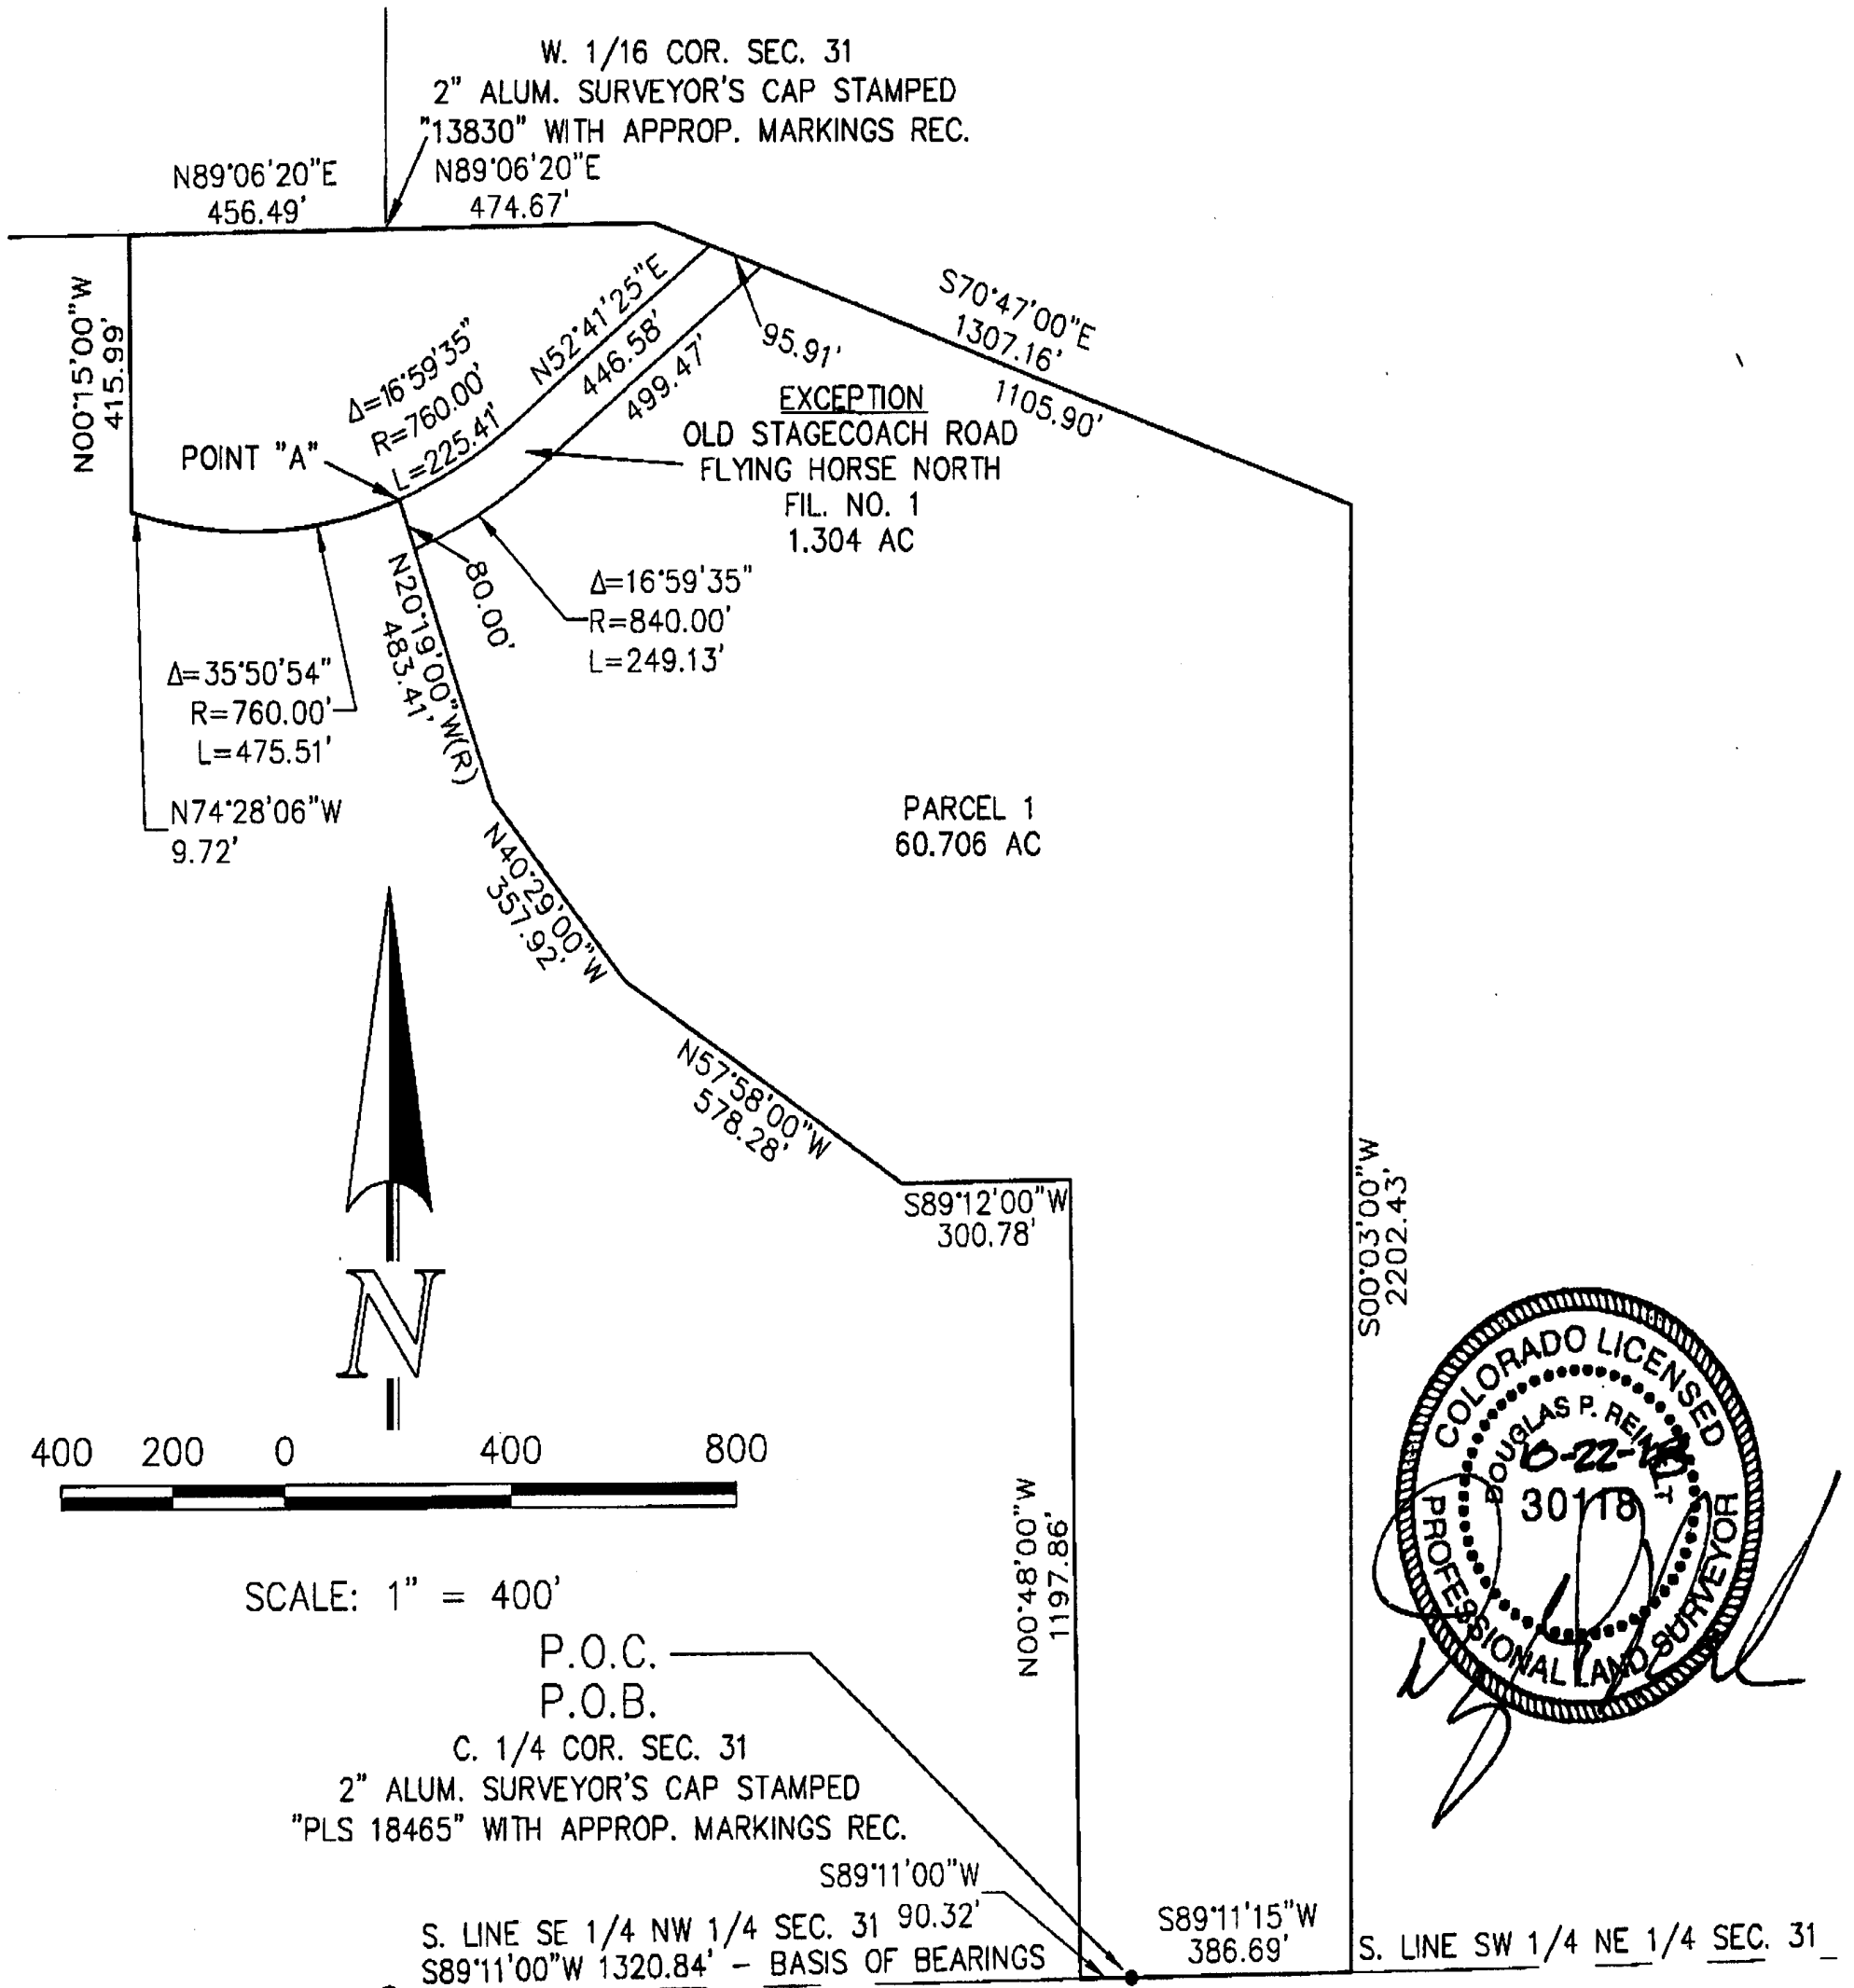 W. 1/16 COR. SEC. 31
2" ALUM. SURVEYOR'S CAP STAMPED
"13830" WITH APPROP. MARKINGS REC.
N89°06'20"E
456.49'
N89°06'20"E
474.67'
N00°15'00"W
415.99'
S70°47'00"E
1307.16'
1105.90'
95.91'
N52°41'25"E
446.58'
499.47'
Δ=16°59'35"
R=760.00'
L=225.41'
POINT "A"
EXCEPTION
OLD STAGECOACH ROAD
FLYING HORSE NORTH
FIL. NO. 1
1.304 AC
80.00'
Δ=16°59'35"
R=840.00'
L=249.13'
N20°19'00"W(R)
483.41'
Δ=35°50'54"
R=760.00'
L=475.51'
N74°28'06"W
9.72'
PARCEL 1
60.706 AC
N40°29'00"W
357.92'
N57°58'00"W
578.28'
S89°12'00"W
300.78'
S00°03'00"W
2202.43'
N
400 200 0 400 800
SCALE: 1" = 400'
N00°48'00"W
1197.86'
COLORADO LICENSED
DOUGLAS P.
30118
PROFESSIONAL LAND SURVEYOR
P.O.C.
P.O.B.
C. 1/4 COR. SEC. 31
2" ALUM. SURVEYOR'S CAP STAMPED
"PLS 18465" WITH APPROP. MARKINGS REC.
S89°11'00"W
90.32'
S. LINE SE 1/4 NW 1/4 SEC. 31
S89°11'00"W 1320.84' - BASIS OF BEARINGS
S89°11'15"W
386.69'
S. LINE SW 1/4 NE 1/4 SEC. 31